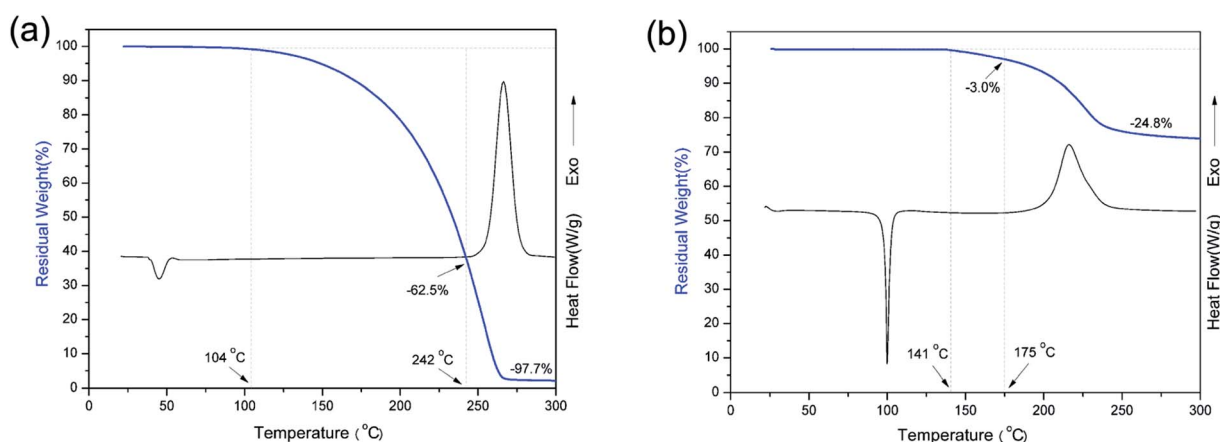 (a)
100
90
80
70
60
50
40
30
20
10
0
Residual Weight(%)
-62.5%
-97.7%
104 °C
242 °C
0 50 100 150 200 250 300
Temperature (°C)
Heat Flow(W/g) Exo
(b)
100
90
80
70
60
50
40
30
20
10
0
Residual Weight(%)
-3.0%
-24.8%
141 °C
175 °C
0 50 100 150 200 250 300
Temperature (°C)
Heat Flow(W/g) Exo